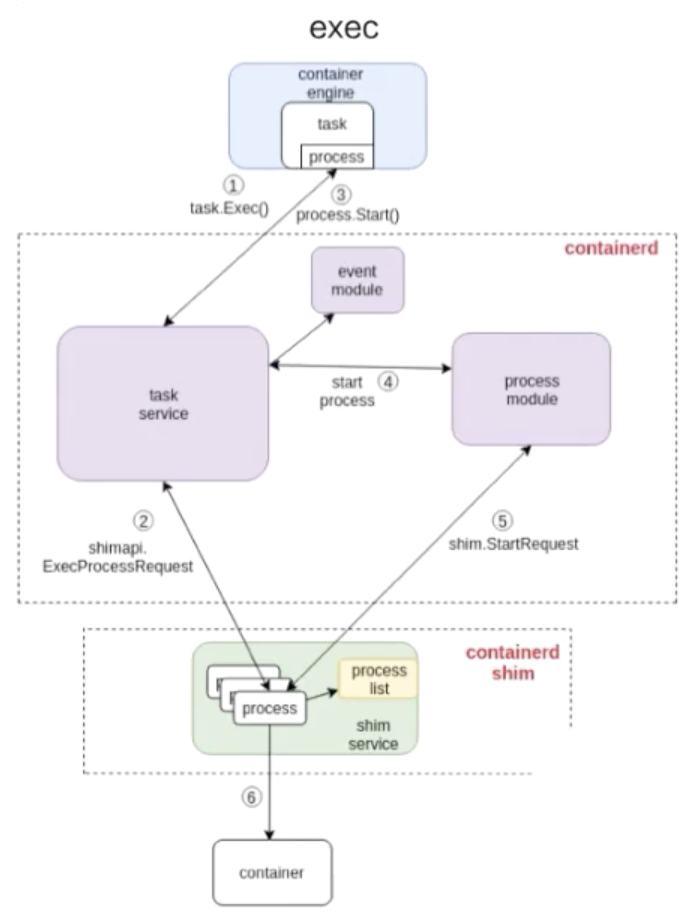 exec
container
engine
task
process
①
task.Exec()
③
process.Start()
containerd
event
module
task
service
start
process
④
process
module
②
shimapi.
ExecProcessRequest
⑤
shim.StartRequest
containerd
shim
process
list
process
shim
service
⑥
container